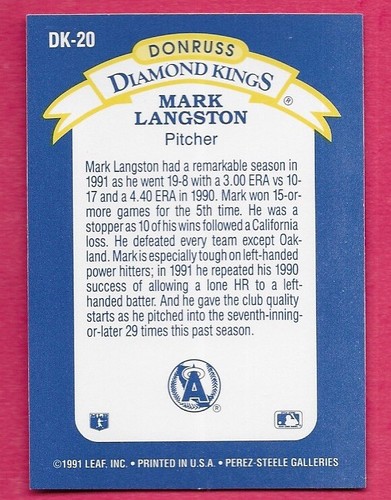 DK-20
DONRUSS
DIAMOND KINGS ®
MARK
LANGSTON
Pitcher
Mark Langston had a remarkable season in
1991 as he went 19-8 with a 3.00 ERA vs 10-
17 and a 4.40 ERA in 1990. Mark won 15-or-
more games for the 5th time. He was a
stopper as 10 of his wins followed a California
loss. He defeated every team except Oak-
land. Mark is especially tough on left-handed
power hitters; in 1991 he repeated his 1990
success of allowing a lone HR to a left-
handed batter. And he gave the club quality
starts as he pitched into the seventh-inning-
or-later 29 times this past season.
A ®
©1991 LEAF, INC. • PRINTED IN U.S.A. • PEREZ-STEELE GALLERIES